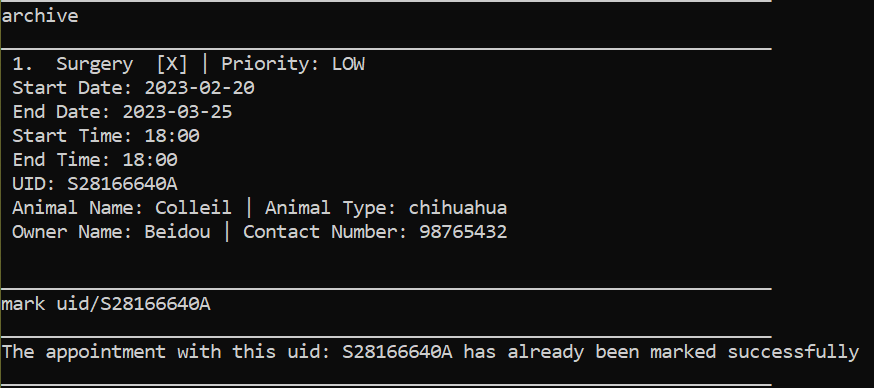 archive
1. Surgery [X] | Priority: LOW
Start Date: 2023-02-20
End Date: 2023-03-25
Start Time: 18:00
End Time: 18:00
UID: S28166640A
Animal Name: Colleil | Animal Type: chihuahua
Owner Name: Beidou | Contact Number: 98765432
mark uid/S28166640A
The appointment with this uid: S28166640A has already been marked successfully